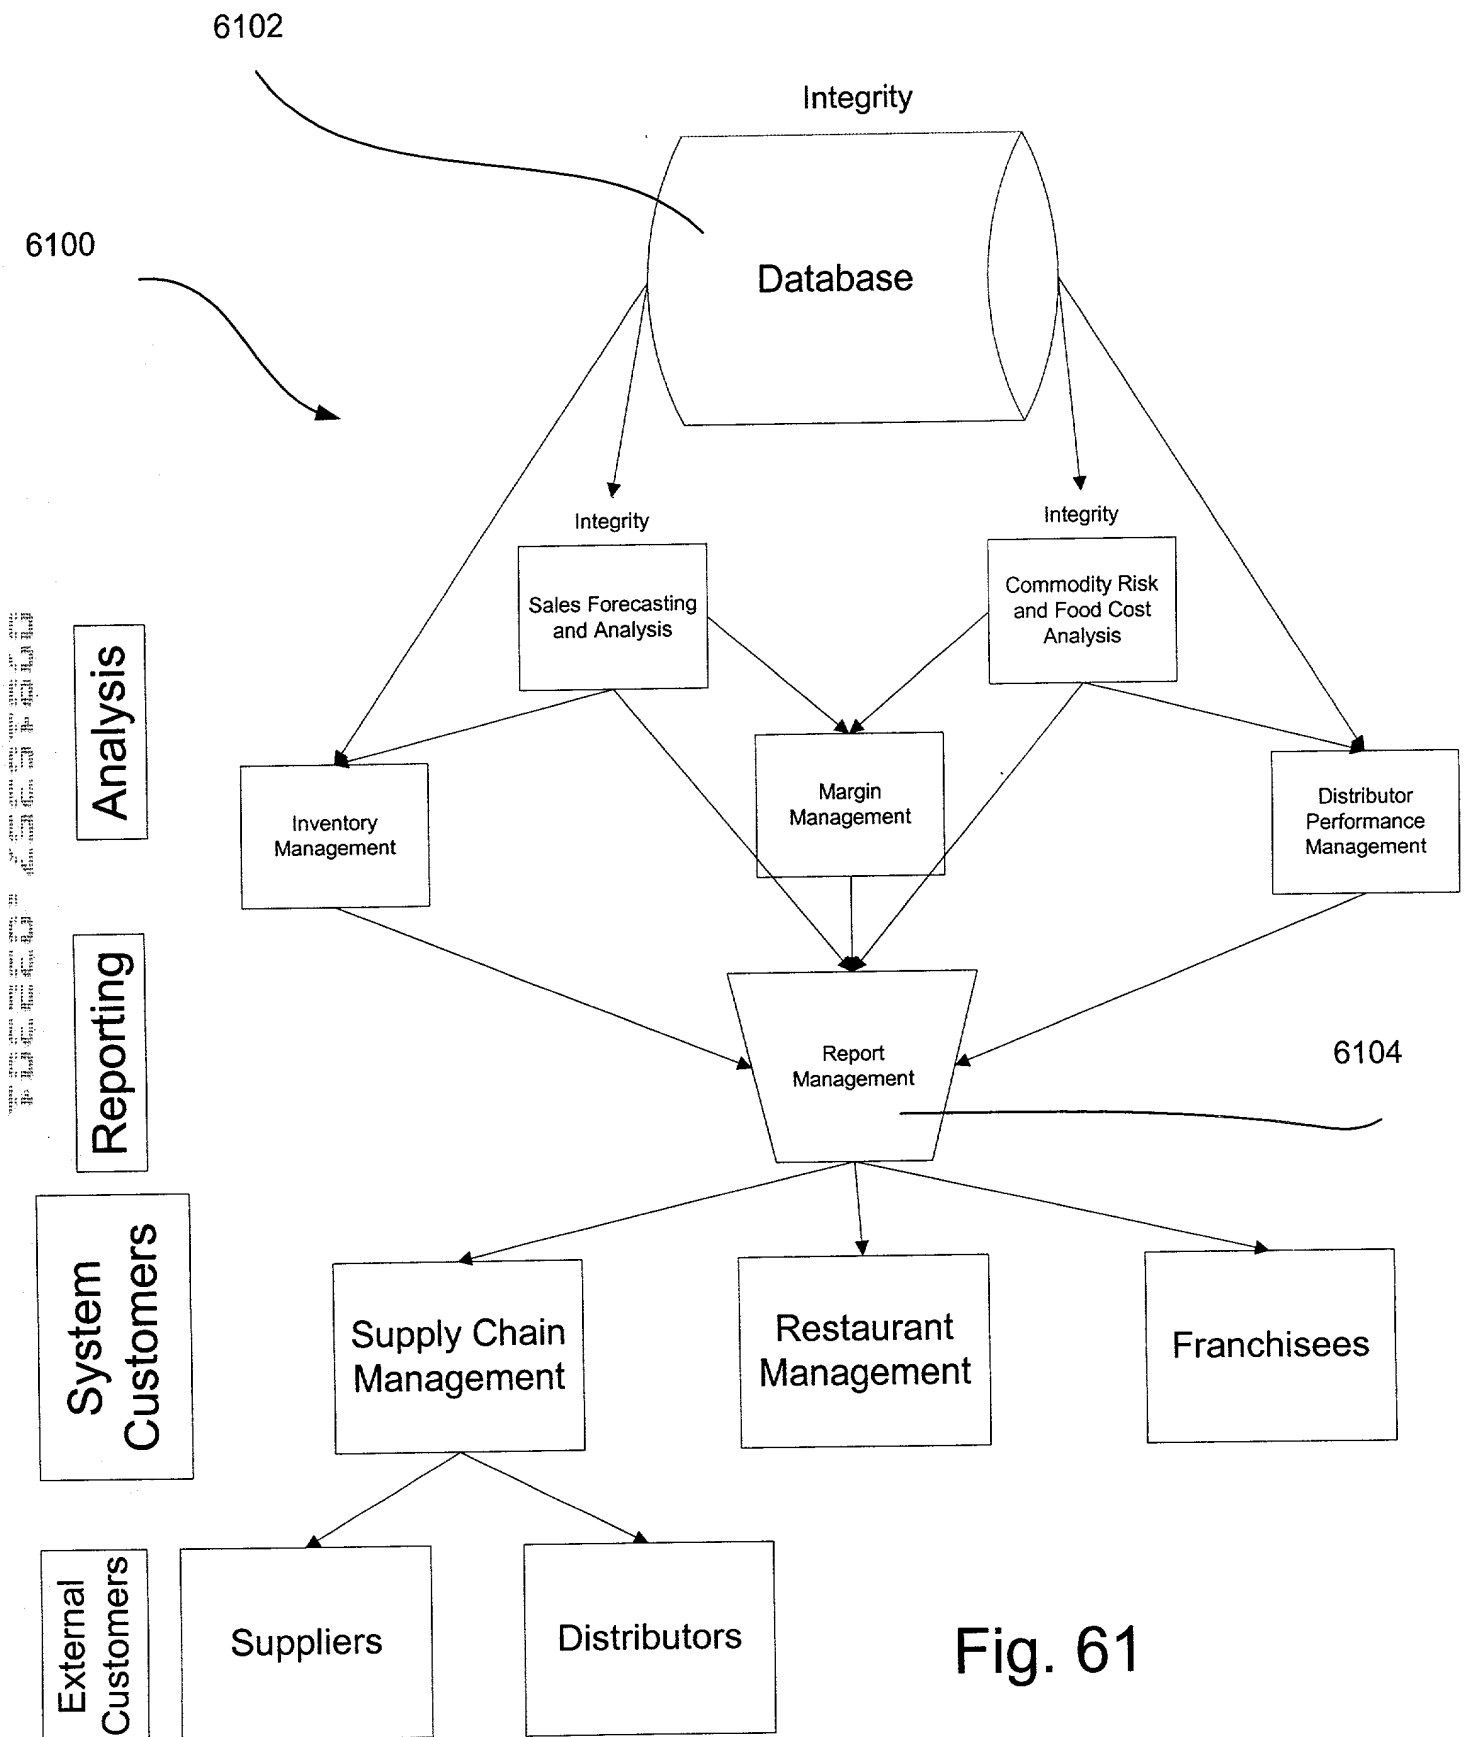 6102
Integrity
6100
Database
Integrity
Integrity
Sales Forecasting
and Analysis
Commodity Risk
and Food Cost
Analysis
Analysis
Inventory
Management
Margin
Management
Distributor
Performance
Management
Reporting
Report
Management
6104
System
Customers
Supply Chain
Management
Restaurant
Management
Franchisees
External
Customers
Suppliers
Distributors
Fig. 61